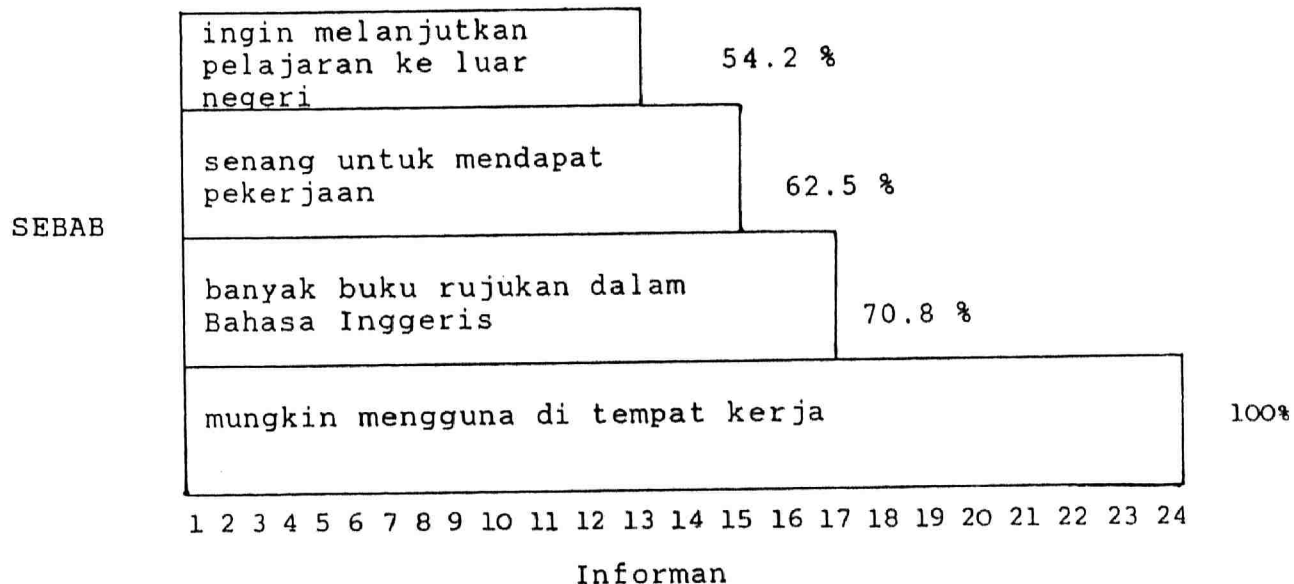 ingin melanjutkan
pelajaran ke luar
negeri
54.2 %
senang untuk mendapat
pekerjaan
62.5 %
SEBAB
banyak buku rujukan dalam
Bahasa Inggeris
70.8 %
mungkin mengguna di tempat kerja
100%
1 2 3 4 5 6 7 8 9 10 11 12 13 14 15 16 17 18 19 20 21 22 23 24
Informan